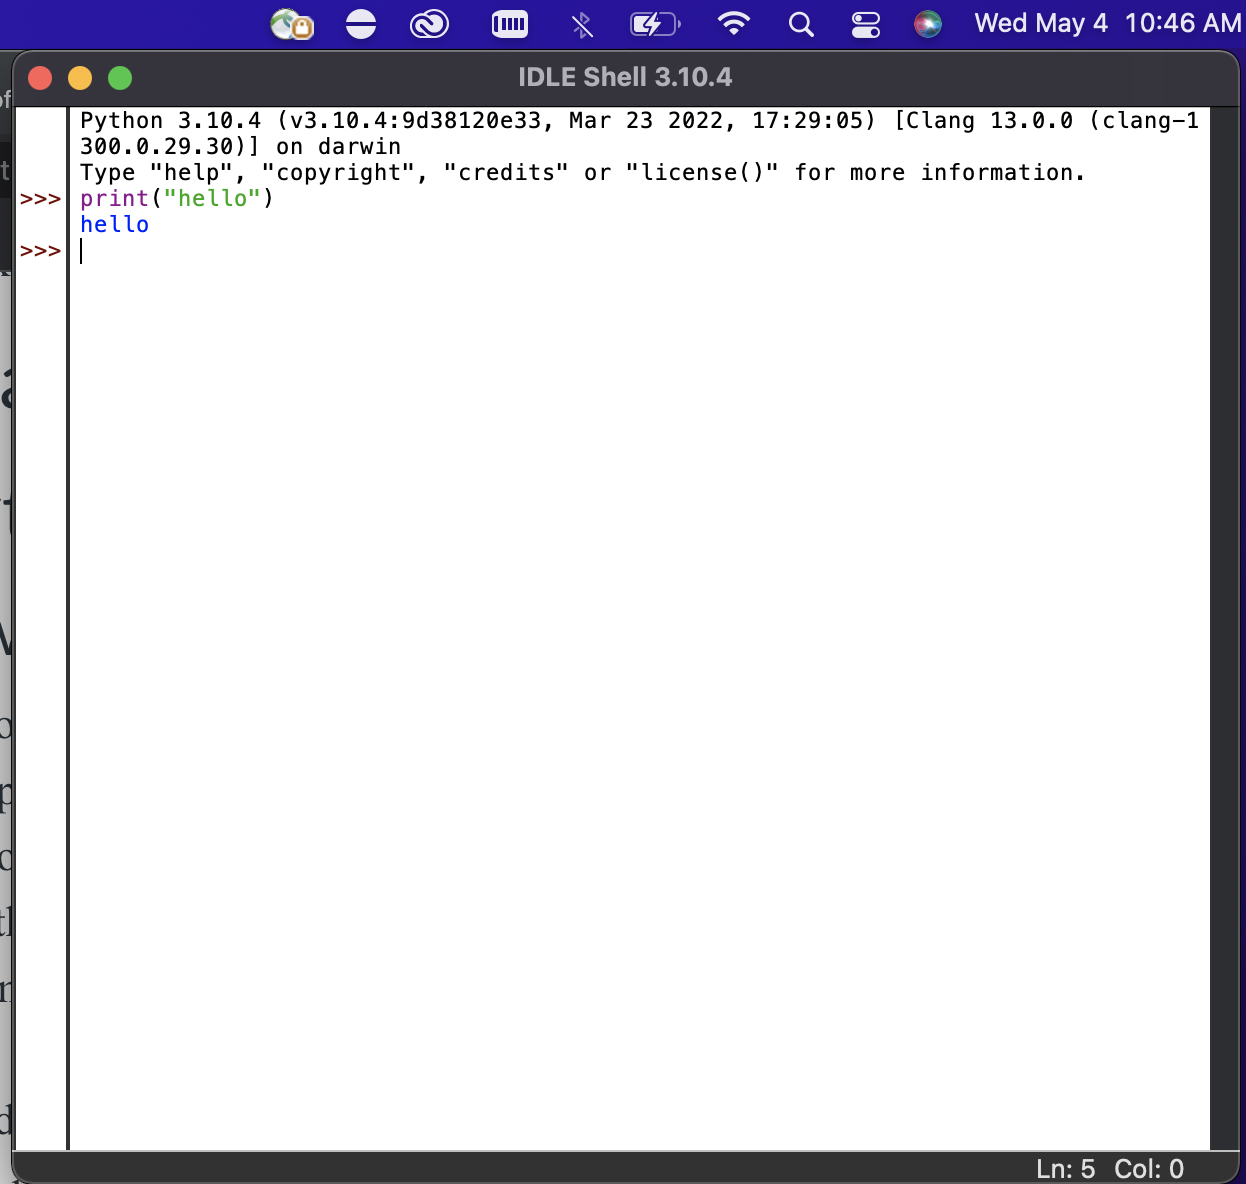 Wed May 4 10:46 AM
IDLE Shell 3.10.4
Python 3.10.4 (v3.10.4:9d38120e33, Mar 23 2022, 17:29:05) [Clang 13.0.0 (clang-1
300.0.29.30)] on darwin
Type "help", "copyright", "credits" or "license()" for more information.
>>> print("hello")
hello
>>>
Ln: 5 Col: 0